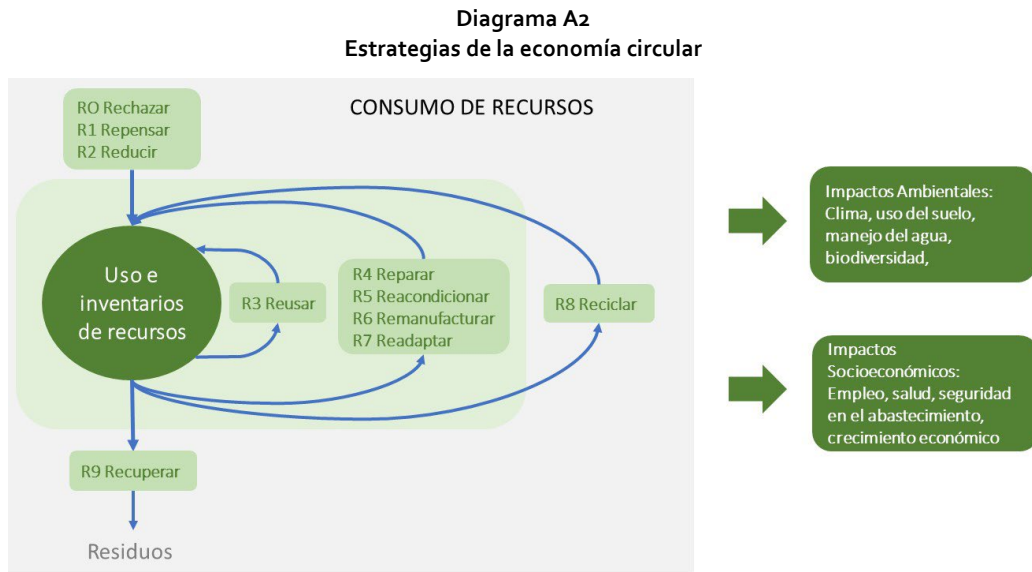 Diagrama A2
Estrategias de la economía circular
CONSUMO DE RECURSOS
RO Rechazar
R1 Repensar
R2 Reducir
Uso e
inventarios
de recursos
R3 Reusar
R4 Reparar
R5 Reacondicionar
R6 Remanufacturar
R7 Readaptar
R8 Reciclar
R9 Recuperar
Residuos
Impactos Ambientales:
Clima, uso del suelo,
manejo del agua,
biodiversidad,
Impactos
Socioeconómicos:
Empleo, salud, seguridad
en el abastecimiento,
crecimiento económico